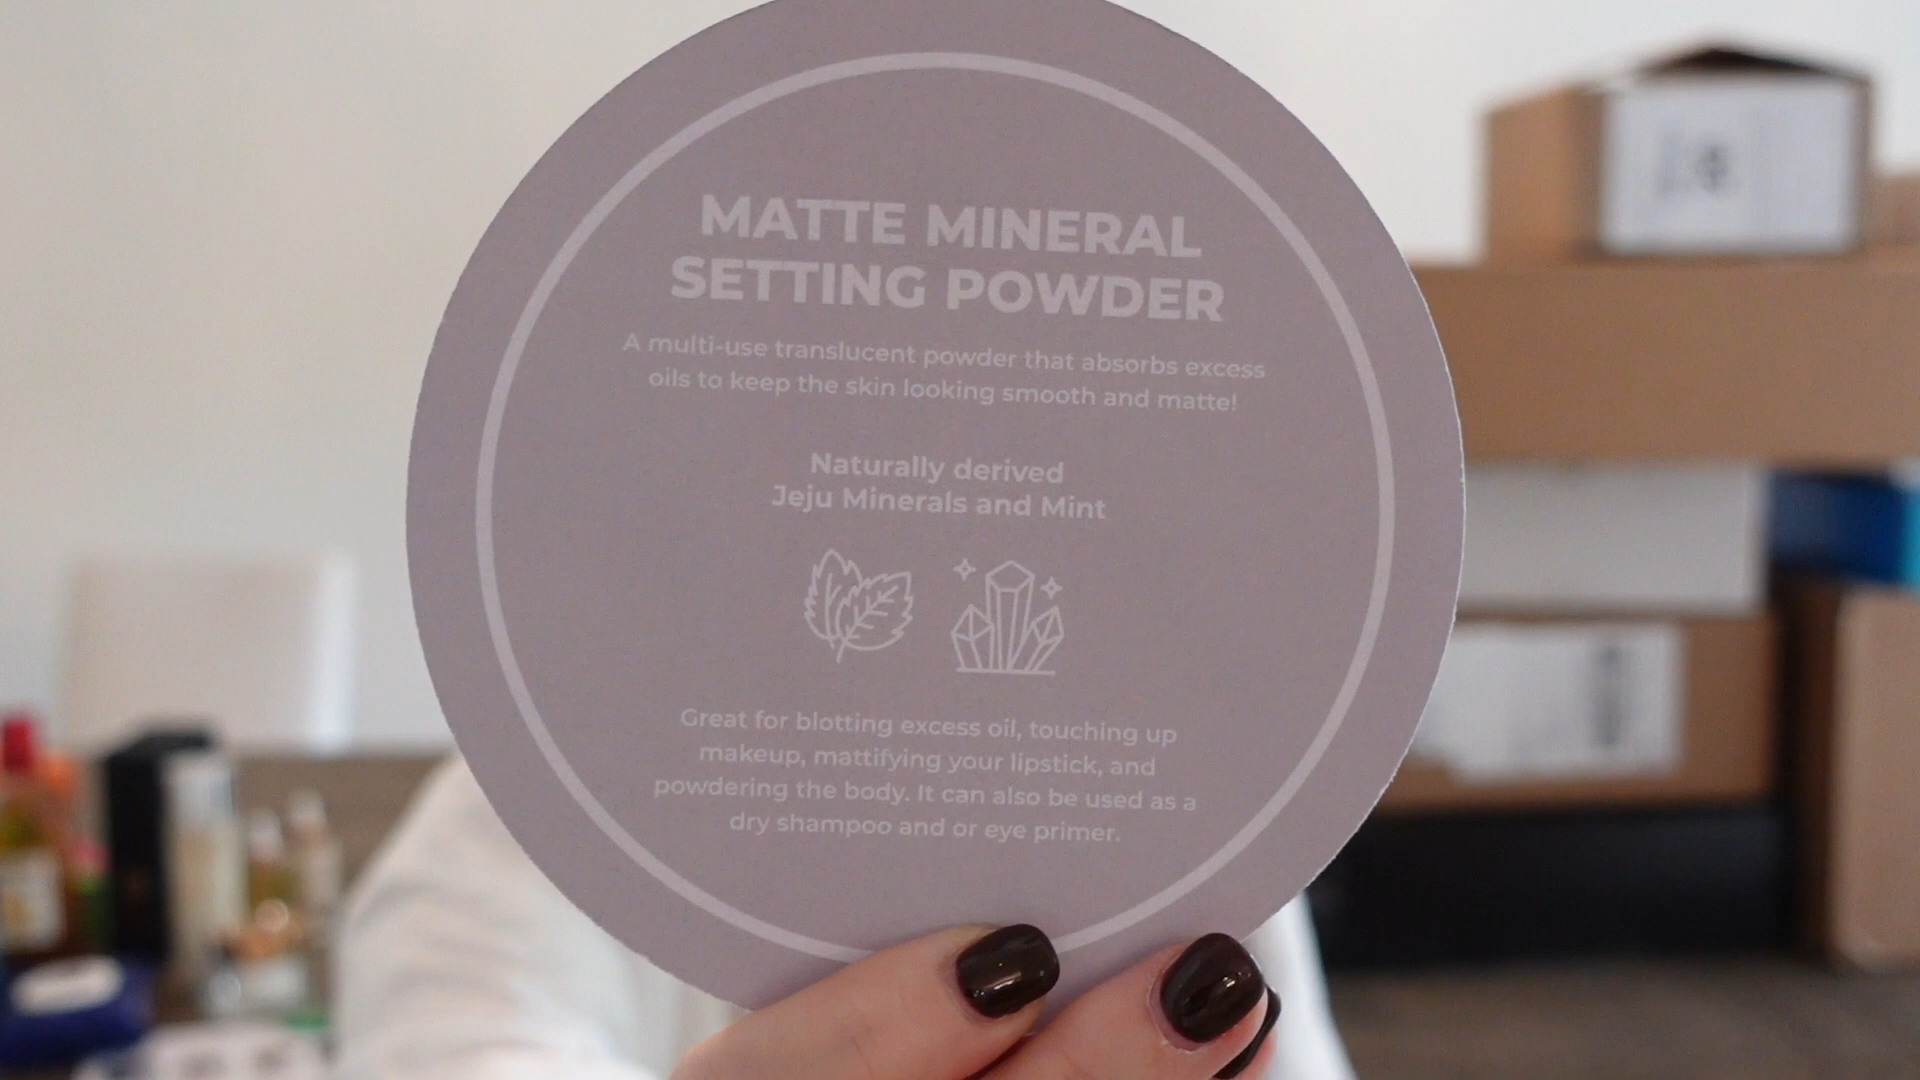 MATTE MINERAL
SETTING POWDER
A multi-use translucent powder that absorbs excess
oils to keep the skin looking smooth and matte!
Naturally derived
Jeju Minerals and Mint
Great for blotting excess oil, touching up
makeup, mattifying your lipstick, and
powdering the body. It can also be used as a
dry shampoo and or eye primer.